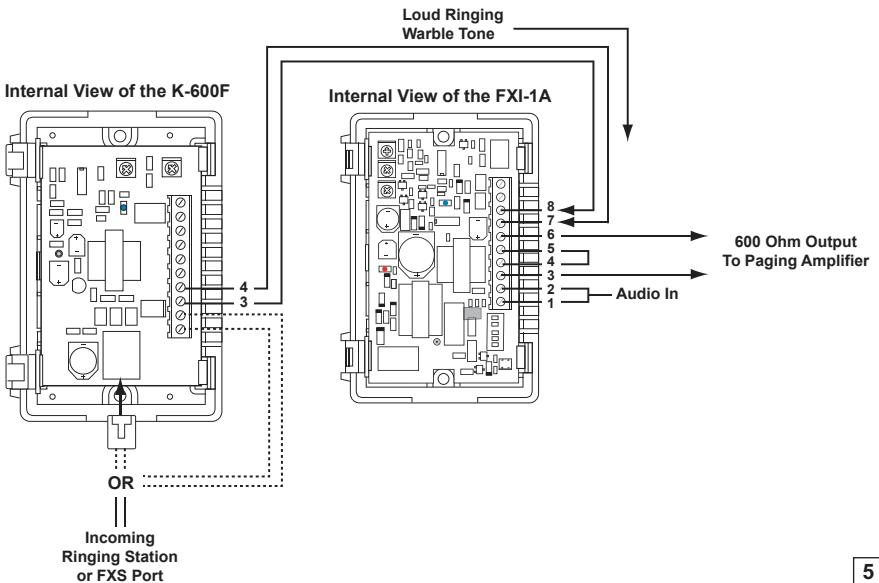 Loud Ringing
Warble Tone
Internal View of the K-600F
Internal View of the FXI-1A
8
7
6
5
4
3
2
1
600 Ohm Output
To Paging Amplifier
Audio In
4
3
OR
Incoming
Ringing Station
or FXS Port
5